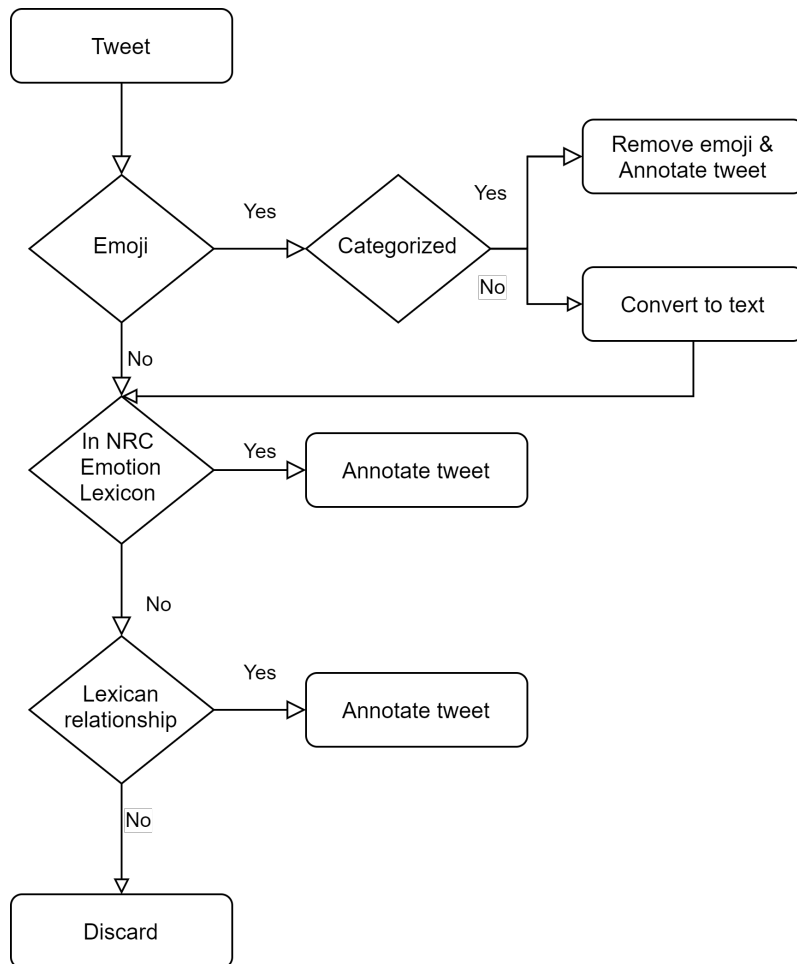 Tweet
Remove emoji &
Annotate tweet
Yes
Yes
Emoji
Categorized
No
Convert to text
No
In NRC
Emotion
Lexicon
Yes
Annotate tweet
No
Yes
Lexican
relationship
Annotate tweet
No
Discard